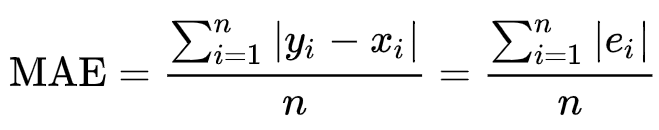 MAE = \frac{\sum_{i=1}^{n} |y_i - x_i|}{n} = \frac{\sum_{i=1}^{n} |e_i|}{n}